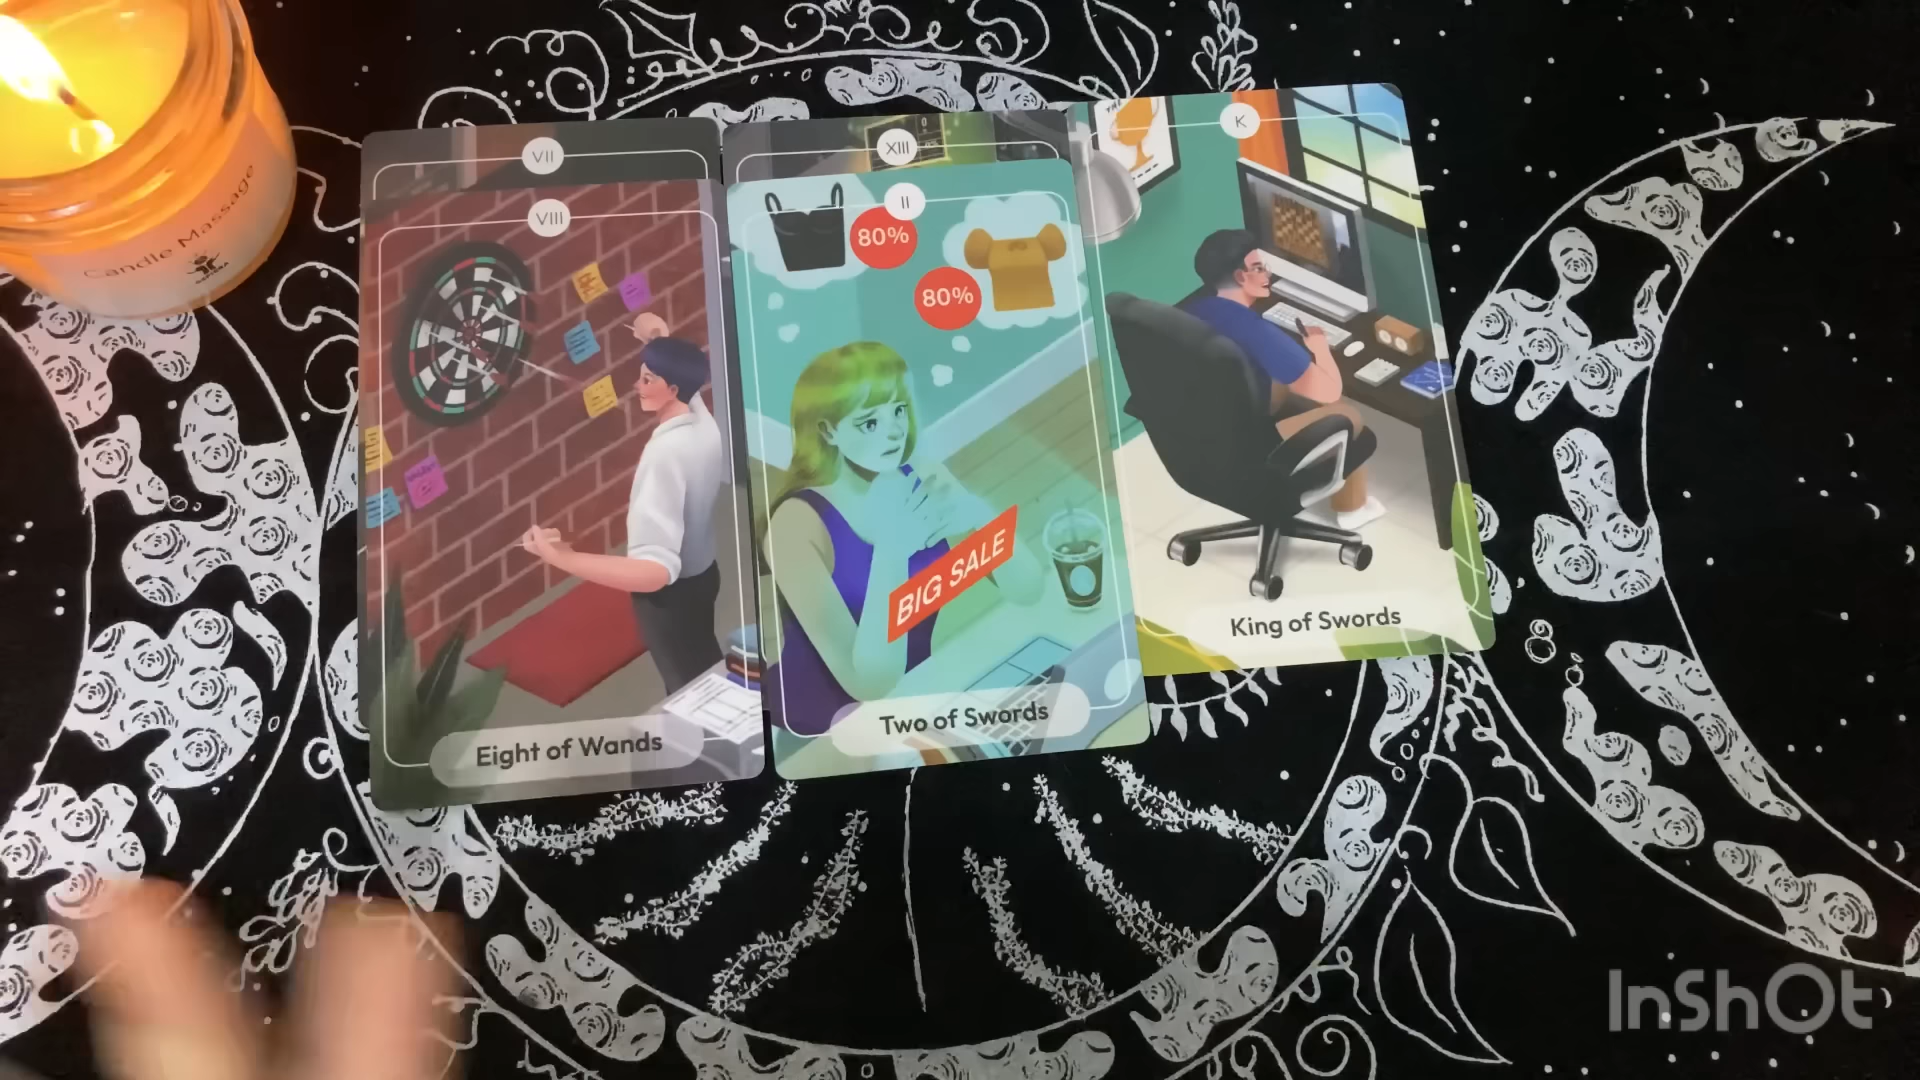 Candle Massage
VII
VIII
Eight of Wands
XIII
II
80%
80%
BIG SALE
Two of Swords
K
King of Swords
InShOt